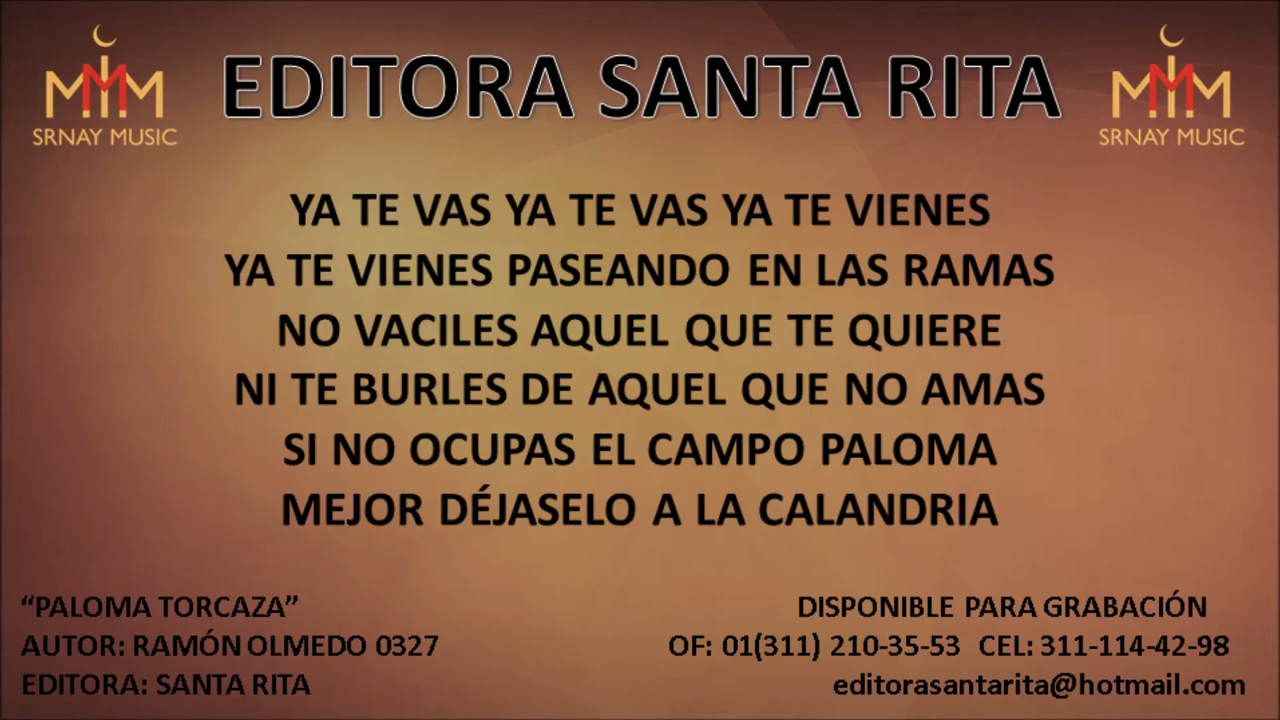 EDITORA SANTA RITA
SRNAY MUSIC
SRNAY MUSIC
YA TE VAS YA TE VAS YA TE VIENES
YA TE VIENES PASEANDO EN LAS RAMAS
NO VACILES AQUEL QUE TE QUIERE
NI TE BURLES DE AQUEL QUE NO AMAS
SI NO OCUPAS EL CAMPO PALOMA
MEJOR DÉJASELO A LA CALANDRIA
“PALOMA TORCAZA”
AUTOR: RAMÓN OLMEDO 0327
EDITORA: SANTA RITA
DISPONIBLE PARA GRABACIÓN
OF: 01(311) 210-35-53 CEL: 311-114-42-98
editorasantarita@hotmail.com